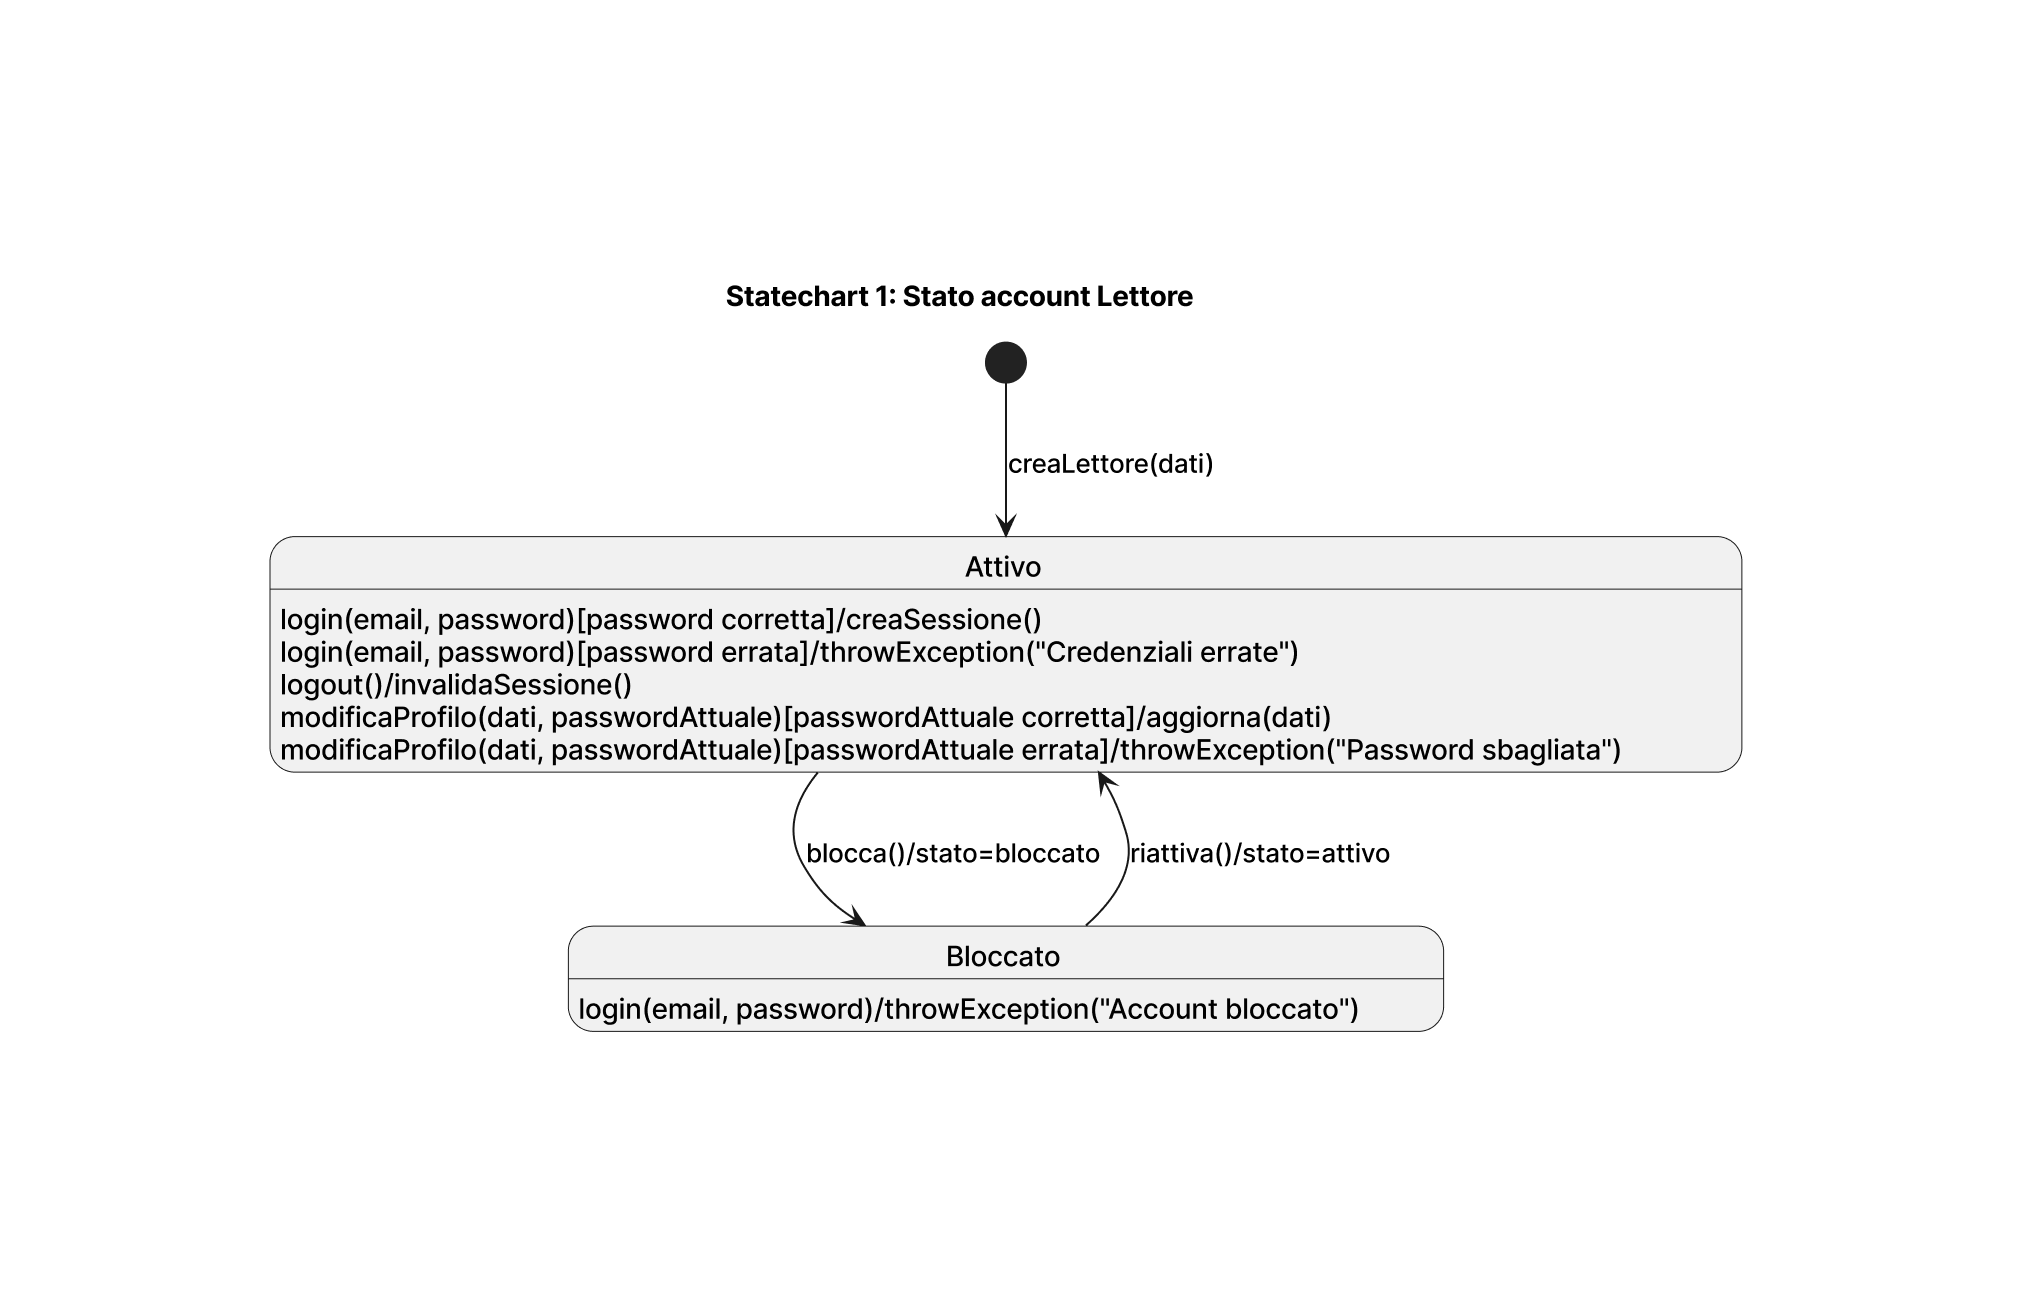 Statechart 1: Stato account Lettore
creaLettore(dati)
Attivo
login(email, password)[password corretta]/creaSessione()
login(email, password)[password errata]/throwException("Credenziali errate")
logout()/invalidaSessione()
modificaProfilo(dati, passwordAttuale)[passwordAttuale corretta]/aggiorna(dati)
modificaProfilo(dati, passwordAttuale)[passwordAttuale errata]/throwException("Password sbagliata")
blocca()/stato=bloccato
riattiva()/stato=attivo
Bloccato
login(email, password)/throwException("Account bloccato")